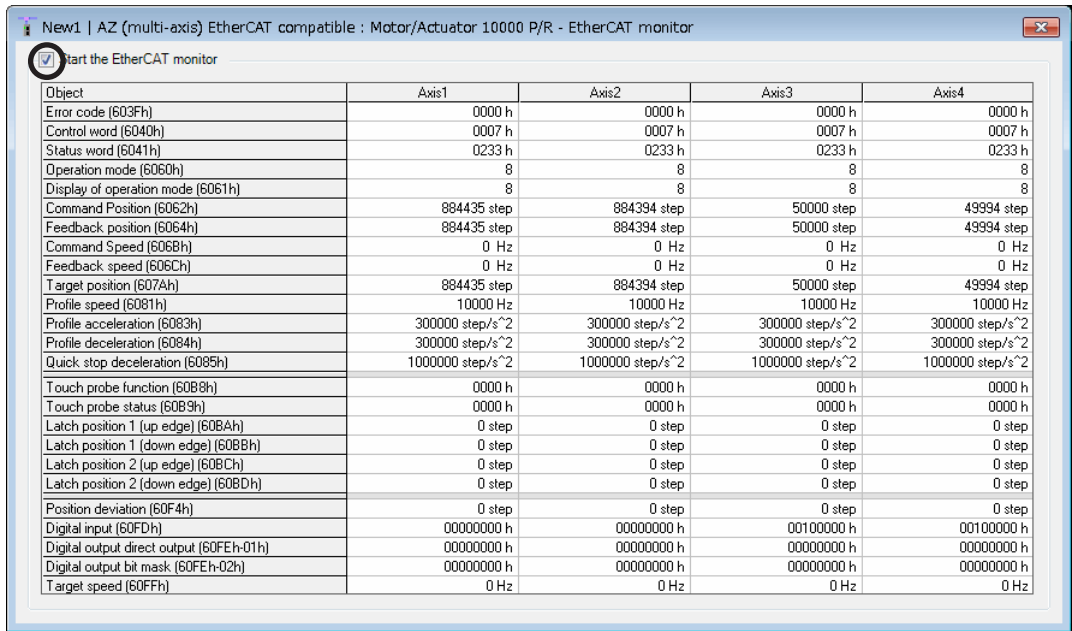 New1 | AZ (multi-axis) EtherCAT compatible : Motor/Actuator 10000 P/R - EtherCAT monitor
Start the EtherCAT monitor
Object Axis1 Axis2 Axis3 Axis4
Error code (603Fh) 0000 h 0000 h 0000 h 0000 h
Control word (6040h) 0007 h 0007 h 0007 h 0007 h
Status word (6041h) 0233 h 0233 h 0233 h 0233 h
Operation mode (6060h) 8 8 8 8
Display of operation mode (6061h) 8 8 8 8
Command Position (6062h) 884435 step 884394 step 50000 step 49994 step
Feedback position (6064h) 884435 step 884394 step 50000 step 49994 step
Command Speed (606Bh) 0 Hz 0 Hz 0 Hz 0 Hz
Feedback speed (606Ch) 0 Hz 0 Hz 0 Hz 0 Hz
Target position (607Ah) 884435 step 884394 step 50000 step 49994 step
Profile speed (6081h) 10000 Hz 10000 Hz 10000 Hz 10000 Hz
Profile acceleration (6083h) 300000 step/s^2 300000 step/s^2 300000 step/s^2 300000 step/s^2
Profile deceleration (6084h) 300000 step/s^2 300000 step/s^2 300000 step/s^2 300000 step/s^2
Quick stop deceleration (6085h) 1000000 step/s^2 1000000 step/s^2 1000000 step/s^2 1000000 step/s^2
Touch probe function (60B8h) 0000 h 0000 h 0000 h 0000 h
Touch probe status (60B9h) 0000 h 0000 h 0000 h 0000 h
Latch position 1 (up edge) (60BAh) 0 step 0 step 0 step 0 step
Latch position 1 (down edge) (60BBh) 0 step 0 step 0 step 0 step
Latch position 2 (up edge) (60BCh) 0 step 0 step 0 step 0 step
Latch position 2 (down edge) (60BDh) 0 step 0 step 0 step 0 step
Position deviation (60F4h) 0 step 0 step 0 step 0 step
Digital input (60FDh) 00000000 h 00000000 h 00100000 h 00100000 h
Digital output direct output (60FEh-01h) 00000000 h 00000000 h 00000000 h 00000000 h
Digital output bit mask (60FEh-02h) 00000000 h 00000000 h 00000000 h 00000000 h
Target speed (60FFh) 0 Hz 0 Hz 0 Hz 0 Hz